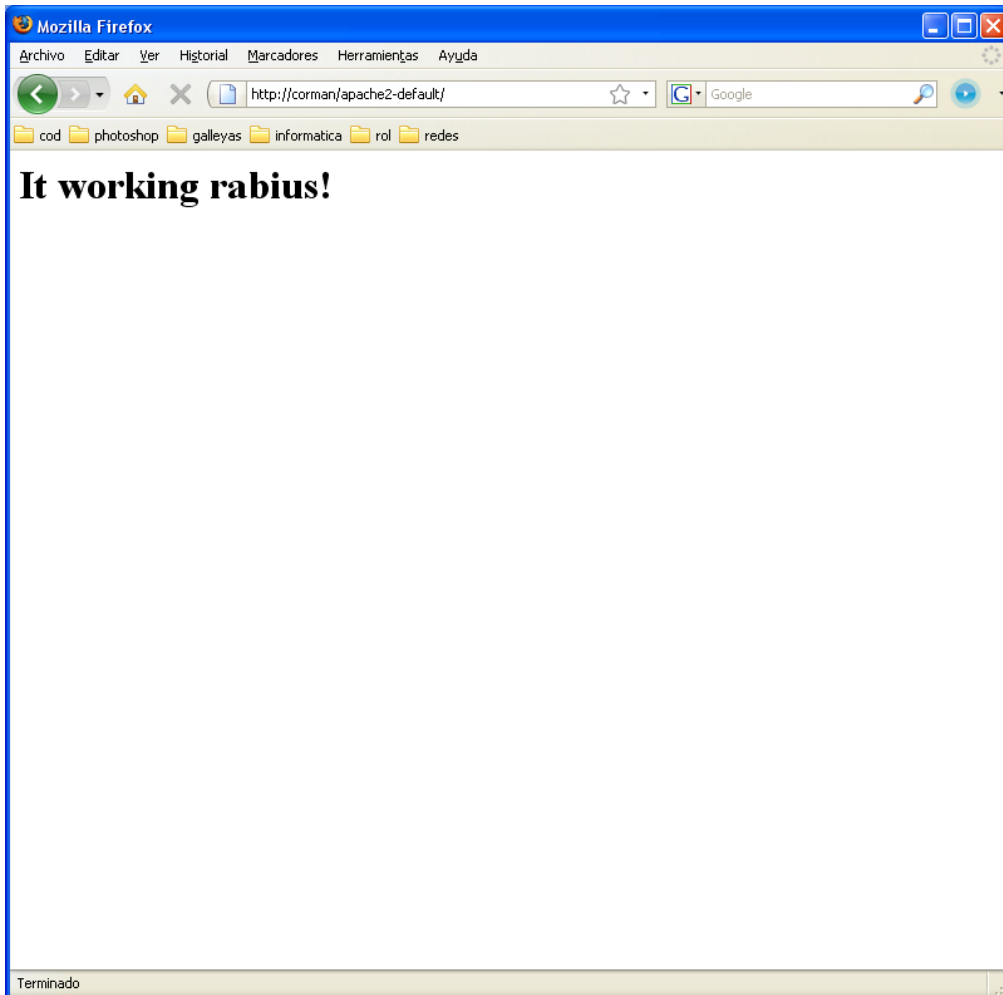 Mozilla Firefox
Archivo Editar Ver Historial Marcadores Herramientas Ayuda
http://corman/apache2-default/ G Google
cod photoshop galleyas informatica rol redes
It working rabius!
Terminado